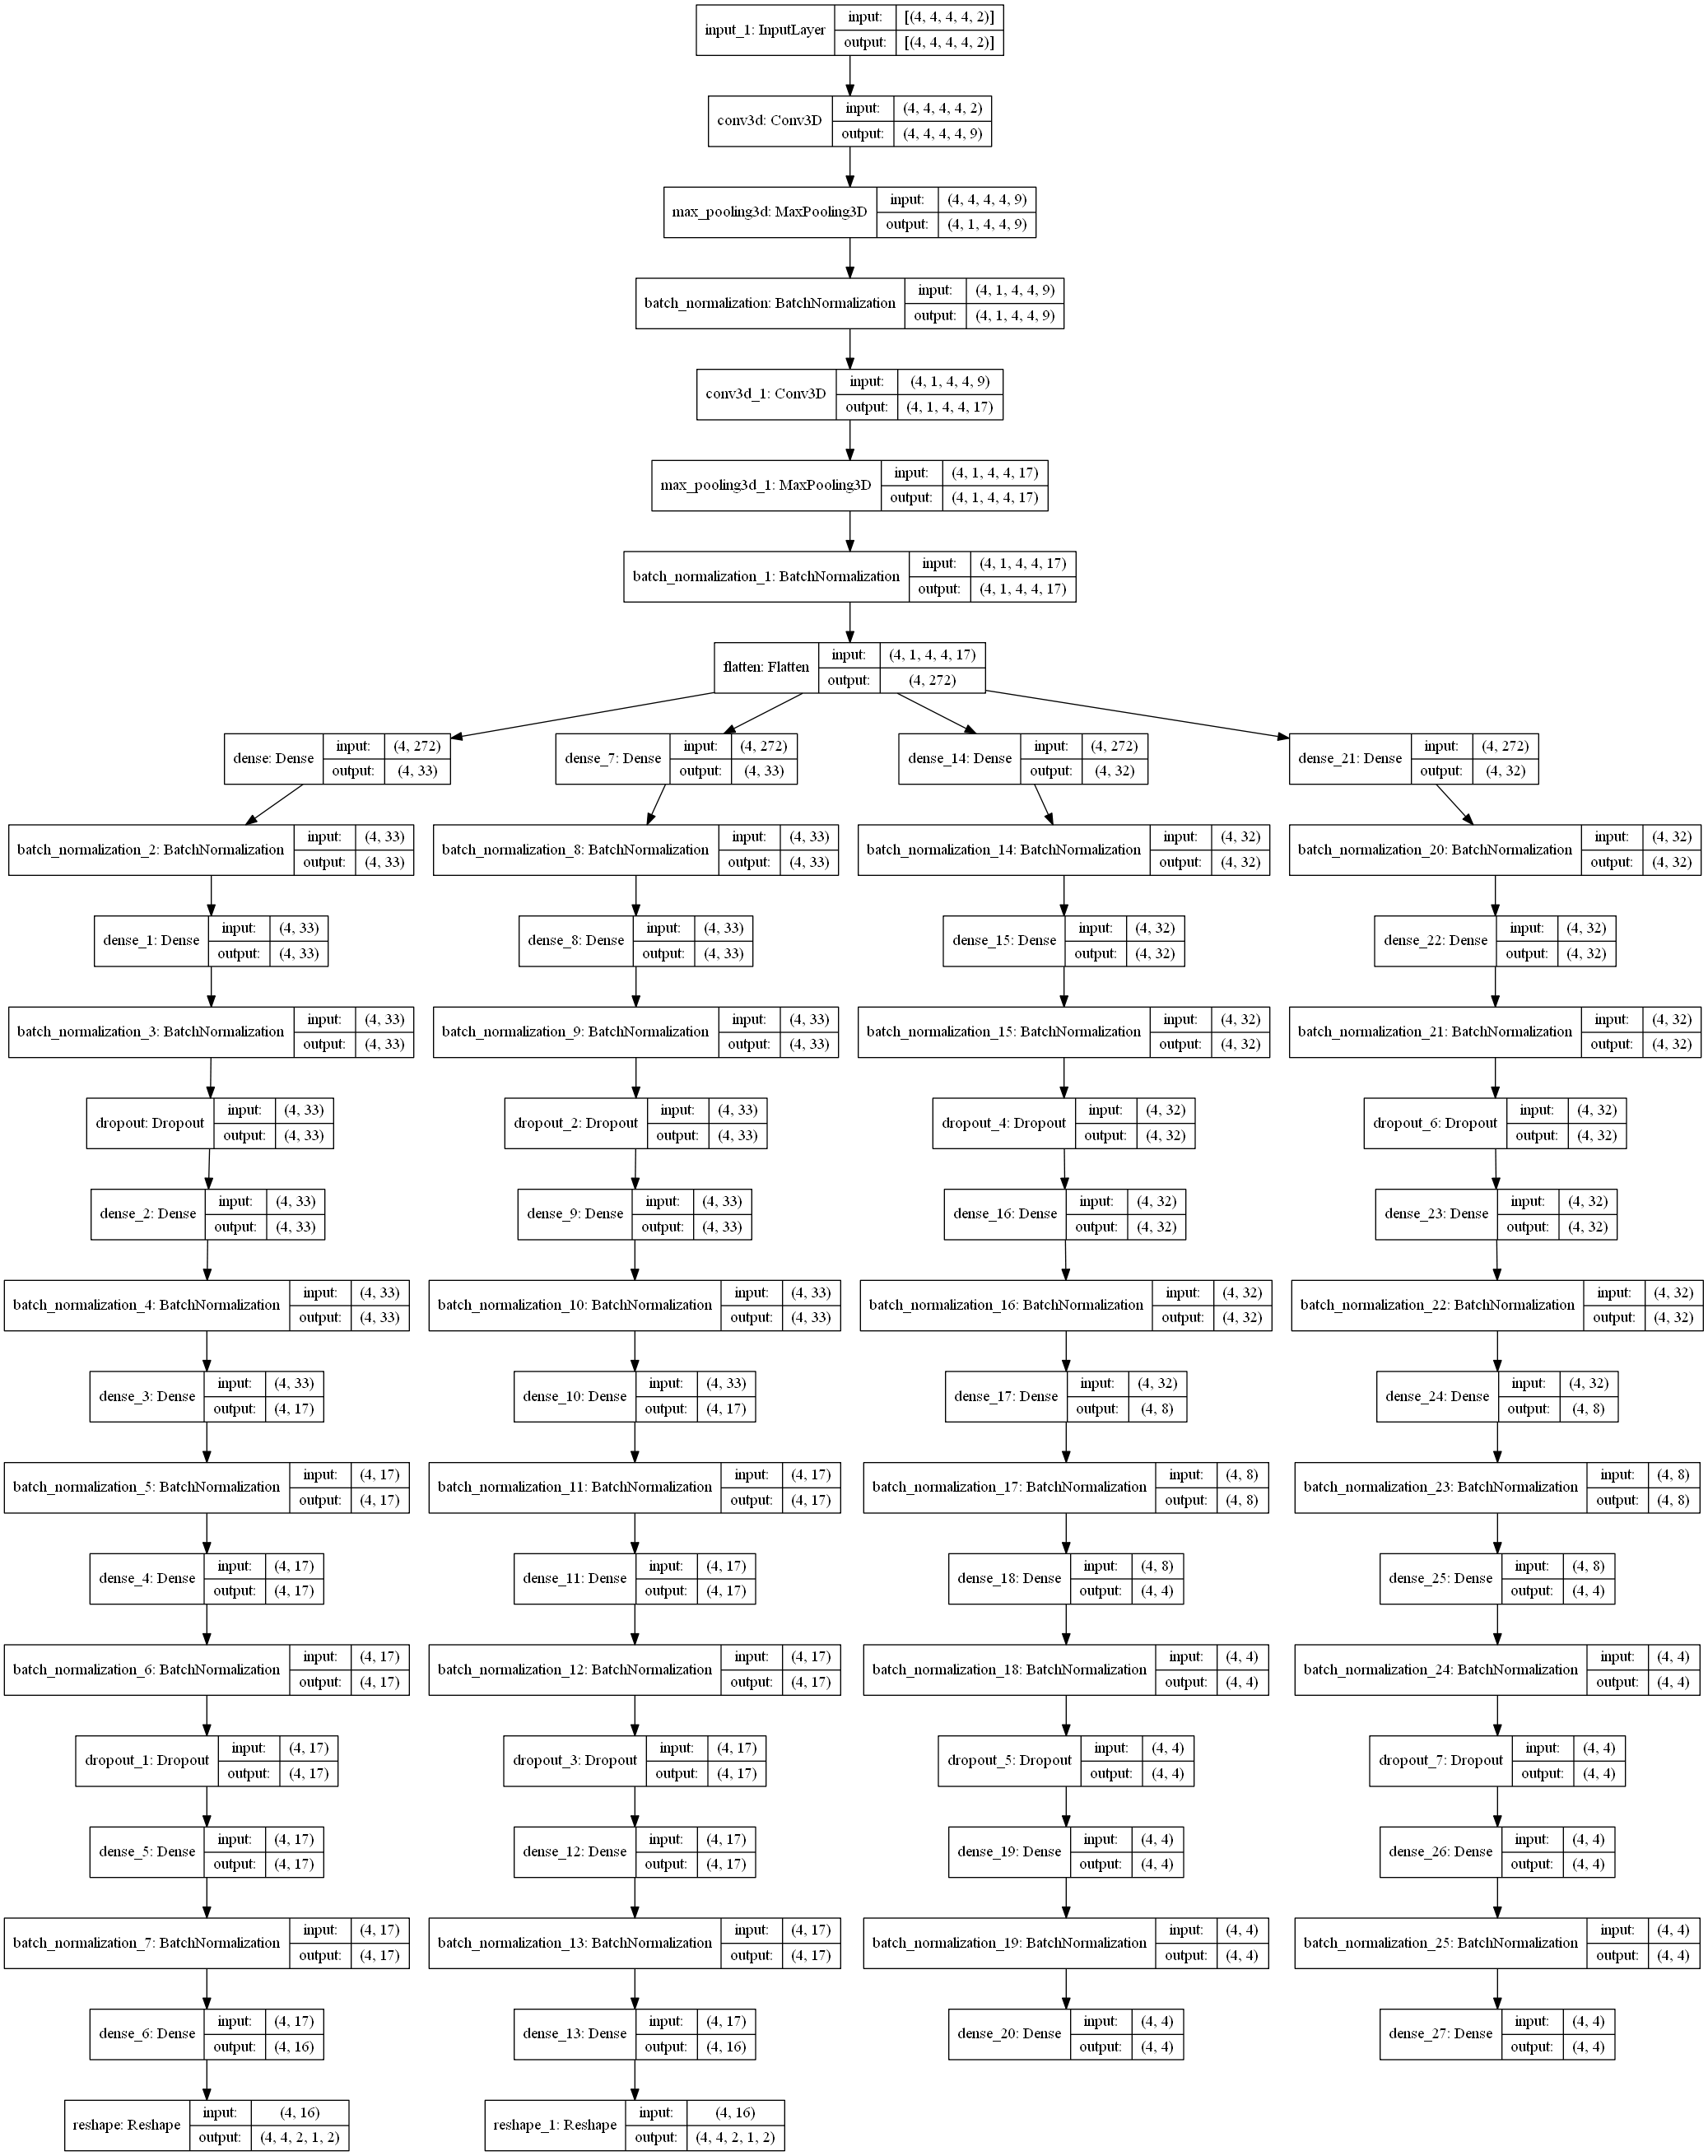 input_1: InputLayer
input: [(4, 4, 4, 4, 2)]
output: [(4, 4, 4, 4, 2)]
conv3d: Conv3D
input: (4, 4, 4, 4, 2)
output: (4, 4, 4, 4, 9)
max_pooling3d: MaxPooling3D
input: (4, 4, 4, 4, 9)
output: (4, 1, 4, 4, 9)
batch_normalization: BatchNormalization
input: (4, 1, 4, 4, 9)
output: (4, 1, 4, 4, 9)
conv3d_1: Conv3D
input: (4, 1, 4, 4, 9)
output: (4, 1, 4, 4, 17)
max_pooling3d_1: MaxPooling3D
input: (4, 1, 4, 4, 17)
output: (4, 1, 4, 4, 17)
batch_normalization_1: BatchNormalization
input: (4, 1, 4, 4, 17)
output: (4, 1, 4, 4, 17)
flatten: Flatten
input: (4, 1, 4, 4, 17)
output: (4, 272)
dense: Dense
input: (4, 272)
output: (4, 33)
dense_7: Dense
input: (4, 272)
output: (4, 33)
dense_14: Dense
input: (4, 272)
output: (4, 32)
dense_21: Dense
input: (4, 272)
output: (4, 32)
batch_normalization_2: BatchNormalization
input: (4, 33)
output: (4, 33)
batch_normalization_8: BatchNormalization
input: (4, 33)
output: (4, 33)
batch_normalization_14: BatchNormalization
input: (4, 32)
output: (4, 32)
batch_normalization_20: BatchNormalization
input: (4, 32)
output: (4, 32)
dense_1: Dense
input: (4, 33)
output: (4, 33)
dense_8: Dense
input: (4, 33)
output: (4, 33)
dense_15: Dense
input: (4, 32)
output: (4, 32)
dense_22: Dense
input: (4, 32)
output: (4, 32)
batch_normalization_3: BatchNormalization
input: (4, 33)
output: (4, 33)
batch_normalization_9: BatchNormalization
input: (4, 33)
output: (4, 33)
batch_normalization_15: BatchNormalization
input: (4, 32)
output: (4, 32)
batch_normalization_21: BatchNormalization
input: (4, 32)
output: (4, 32)
dropout: Dropout
input: (4, 33)
output: (4, 33)
dropout_2: Dropout
input: (4, 33)
output: (4, 33)
dropout_4: Dropout
input: (4, 32)
output: (4, 32)
dropout_6: Dropout
input: (4, 32)
output: (4, 32)
dense_2: Dense
input: (4, 33)
output: (4, 33)
dense_9: Dense
input: (4, 33)
output: (4, 33)
dense_16: Dense
input: (4, 32)
output: (4, 32)
dense_23: Dense
input: (4, 32)
output: (4, 32)
batch_normalization_4: BatchNormalization
input: (4, 33)
output: (4, 33)
batch_normalization_10: BatchNormalization
input: (4, 33)
output: (4, 33)
batch_normalization_16: BatchNormalization
input: (4, 32)
output: (4, 32)
batch_normalization_22: BatchNormalization
input: (4, 32)
output: (4, 32)
dense_3: Dense
input: (4, 33)
output: (4, 17)
dense_10: Dense
input: (4, 33)
output: (4, 17)
dense_17: Dense
input: (4, 32)
output: (4, 8)
dense_24: Dense
input: (4, 32)
output: (4, 8)
batch_normalization_5: BatchNormalization
input: (4, 17)
output: (4, 17)
batch_normalization_11: BatchNormalization
input: (4, 17)
output: (4, 17)
batch_normalization_17: BatchNormalization
input: (4, 8)
output: (4, 8)
batch_normalization_23: BatchNormalization
input: (4, 8)
output: (4, 8)
dense_4: Dense
input: (4, 17)
output: (4, 17)
dense_11: Dense
input: (4, 17)
output: (4, 17)
dense_18: Dense
input: (4, 8)
output: (4, 4)
dense_25: Dense
input: (4, 8)
output: (4, 4)
batch_normalization_6: BatchNormalization
input: (4, 17)
output: (4, 17)
batch_normalization_12: BatchNormalization
input: (4, 17)
output: (4, 17)
batch_normalization_18: BatchNormalization
input: (4, 4)
output: (4, 4)
batch_normalization_24: BatchNormalization
input: (4, 4)
output: (4, 4)
dropout_1: Dropout
input: (4, 17)
output: (4, 17)
dropout_3: Dropout
input: (4, 17)
output: (4, 17)
dropout_5: Dropout
input: (4, 4)
output: (4, 4)
dropout_7: Dropout
input: (4, 4)
output: (4, 4)
dense_5: Dense
input: (4, 17)
output: (4, 17)
dense_12: Dense
input: (4, 17)
output: (4, 17)
dense_19: Dense
input: (4, 4)
output: (4, 4)
dense_26: Dense
input: (4, 4)
output: (4, 4)
batch_normalization_7: BatchNormalization
input: (4, 17)
output: (4, 17)
batch_normalization_13: BatchNormalization
input: (4, 17)
output: (4, 17)
batch_normalization_19: BatchNormalization
input: (4, 4)
output: (4, 4)
batch_normalization_25: BatchNormalization
input: (4, 4)
output: (4, 4)
dense_6: Dense
input: (4, 17)
output: (4, 16)
dense_13: Dense
input: (4, 17)
output: (4, 16)
dense_20: Dense
input: (4, 4)
output: (4, 4)
dense_27: Dense
input: (4, 4)
output: (4, 4)
reshape: Reshape
input: (4, 16)
output: (4, 4, 2, 1, 2)
reshape_1: Reshape
input: (4, 16)
output: (4, 4, 2, 1, 2)